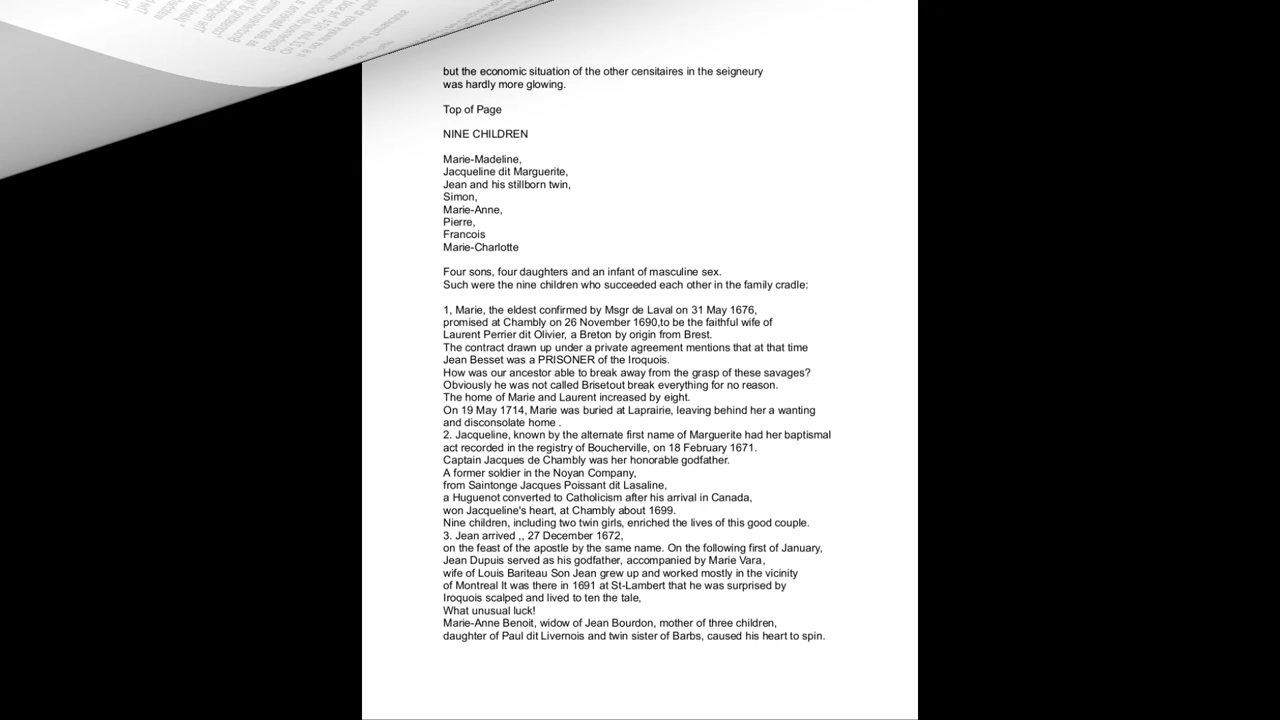 but the economic situation of the other censitaires in the seigneury
was hardly more glowing.
Top of Page
NINE CHILDREN
Marie-Madeline,
Jacqueline dit Marguerite,
Jean and his stillborn twin,
Simon,
Marie-Anne,
Pierre,
Francois
Marie-Charlotte
Four sons, four daughters and an infant of masculine sex.
Such were the nine children who succeeded each other in the family cradle:
1, Marie, the eldest confirmed by Msgr de Laval on 31 May 1676,
promised at Chambly on 26 November 1690,to be the faithful wife of
Laurent Perrier dit Olivier, a Breton by origin from Brest.
The contract drawn up under a private agreement mentions that at that time
Jean Besset was a PRISONER of the Iroquois.
How was our ancestor able to break away from the grasp of these savages?
Obviously he was not called Brisetout break everything for no reason.
The home of Marie and Laurent increased by eight.
On 19 May 1714, Marie was buried at Laprairie, leaving behind her a wanting
and disconsolate home .
2. Jacqueline, known by the alternate first name of Marguerite had her baptismal
act recorded in the registry of Boucherville, on 18 February 1671.
Captain Jacques de Chambly was her honorable godfather.
A former soldier in the Noyan Company,
from Saintonge Jacques Poissant dit Lasaline,
a Huguenot converted to Catholicism after his arrival in Canada,
won Jacqueline's heart, at Chambly about 1699.
Nine children, including two twin girls, enriched the lives of this good couple.
3. Jean arrived ,, 27 December 1672,
on the feast of the apostle by the same name. On the following first of January,
Jean Dupuis served as his godfather, accompanied by Marie Vara,
wife of Louis Bariteau Son Jean grew up and worked mostly in the vicinity
of Montreal It was there in 1691 at St-Lambert that he was surprised by
Iroquois scalped and lived to ten the tale,
What unusual luck!
Marie-Anne Benoit, widow of Jean Bourdon, mother of three children,
daughter of Paul dit Livernois and twin sister of Barbs, caused his heart to spin.